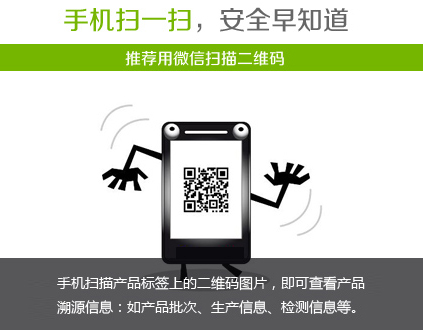 手机扫一扫，安全早知道
推荐用微信扫描二维码
手机扫描产品标签上的二维码图片，即可查看产品
溯源信息：如产品批次、生产信息、检测信息等。